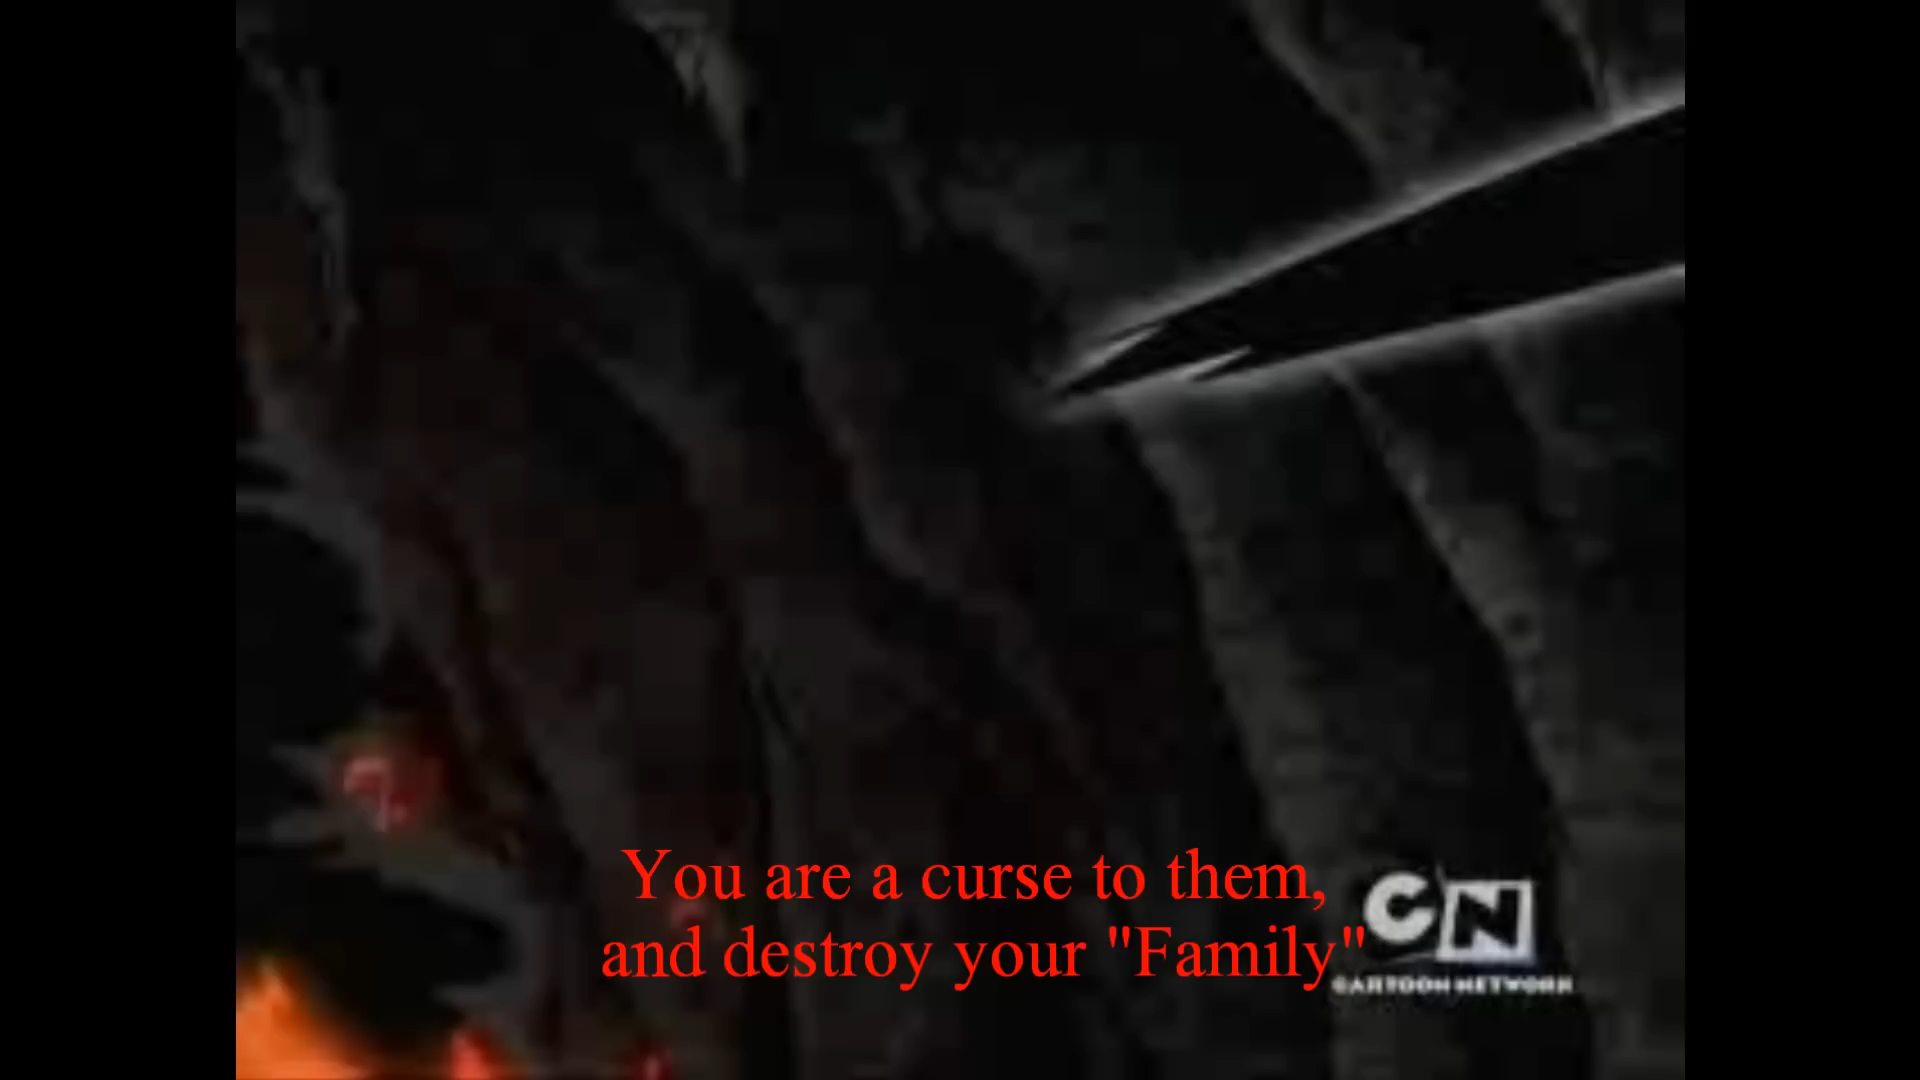 You are a curse to them,
and destroy your "Family"
CN
CARTOON NETWORK